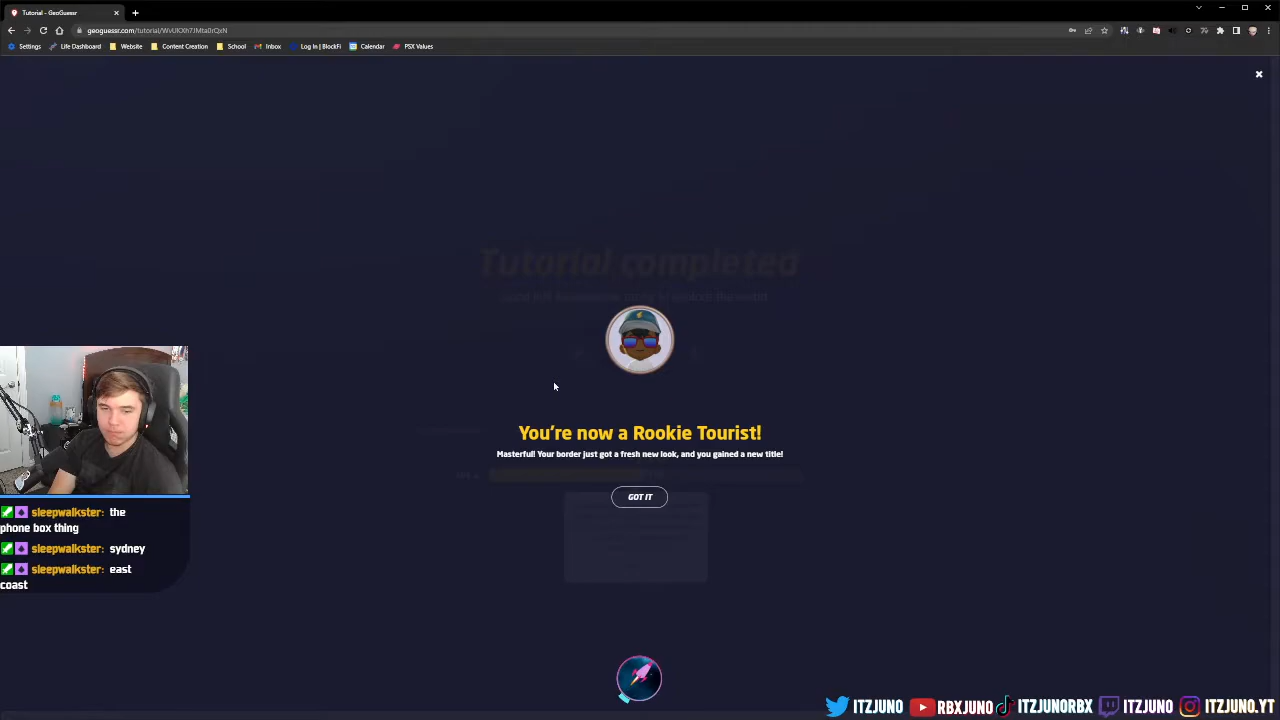 Tutorial - GeoGuessr
geoguessr.com/tutorial/
Settings Life Dashboard Website Content Creation School Inbox Log In | BlockFi Calendar PSX Values
Tutorial completed
You're now a Rookie Tourist!
Masterful! Your border just got a fresh new look, and you gained a new title!
GOT IT
sleepwalkster: the
phone box thing
sleepwalkster: sydney
sleepwalkster: east
coast
ITZJUNO RBXJUNO ITZJUNORBX ITZJUNO ITZJUNO.YT